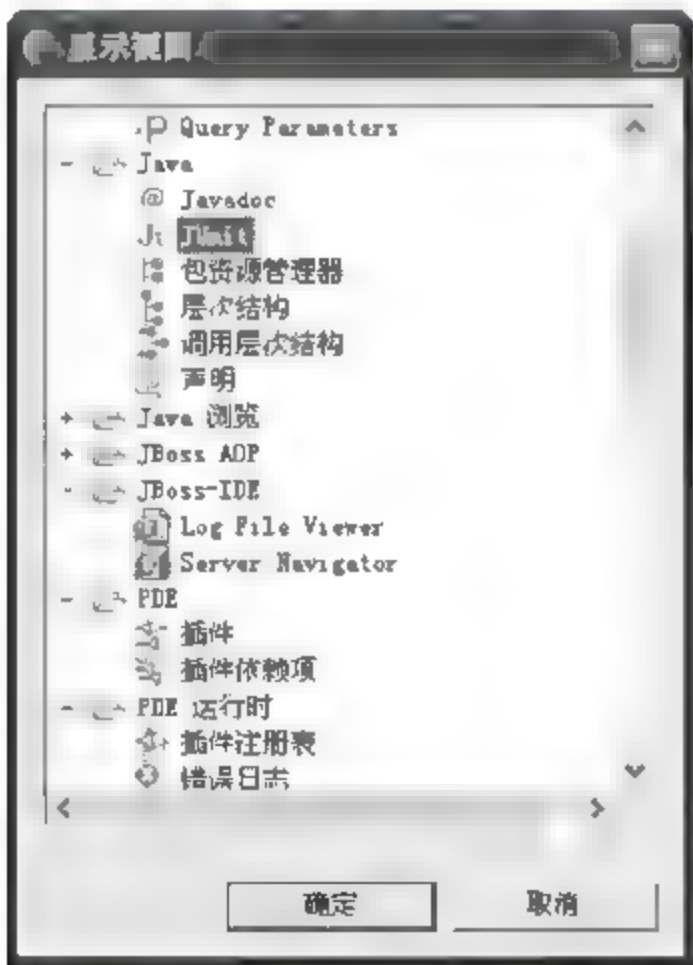 显示视图
Query Parameters
Java
@ Javadoc
JUnit
包资源管理器
层次结构
调用层次结构
声明
Java 浏览
JBoss AOP
JBoss-IDE
Log File Viewer
Server Navigator
PDE
插件
插件依赖项
PDE 运行时
插件注册表
错误日志
确定
取消